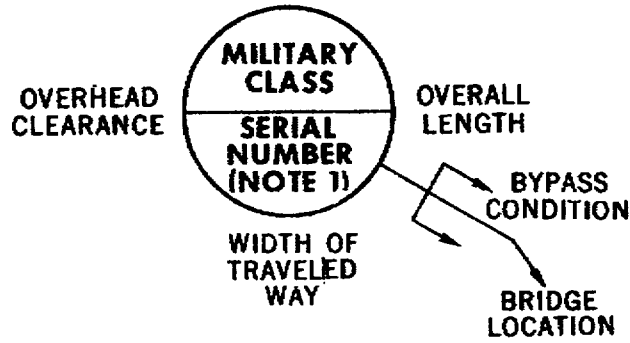 MILITARY
CLASS
OVERHEAD
CLEARANCE
OVERALL
LENGTH
SERIAL
NUMBER
(NOTE 1)
BYPASS
CONDITION
WIDTH OF
TRAVELED
WAY
BRIDGE
LOCATION